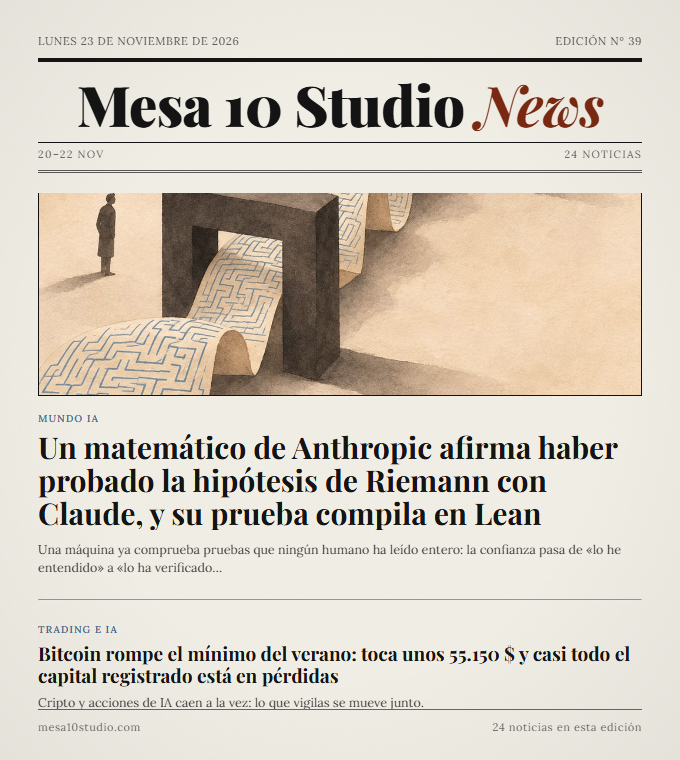 LUNES 23 DE NOVIEMBRE DE 2026
EDICIÓN Nº 39
Mesa 10 Studio News
20–22 NOV
24 NOTICIAS
MUNDO IA
Un matemático de Anthropic afirma haber
probado la hipótesis de Riemann con
Claude, y su prueba compila en Lean
Una máquina ya comprueba pruebas que ningún humano ha leído entero: la confianza pasa de «lo he
entendido» a «lo ha verificado...
TRADING E IA
Bitcoin rompe el mínimo del verano: toca unos 55.150 $ y casi todo el
capital registrado está en pérdidas
Cripto y acciones de IA caen a la vez: lo que vigilas se mueve junto.
mesa10studio.com
24 noticias en esta edición